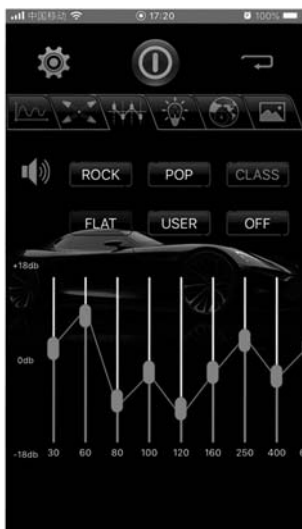 中国移动 17:20 100%
ROCK POP CLASS
FLAT USER OFF
+18db
0db
-18db 30 60 80 100 120 160 250 400